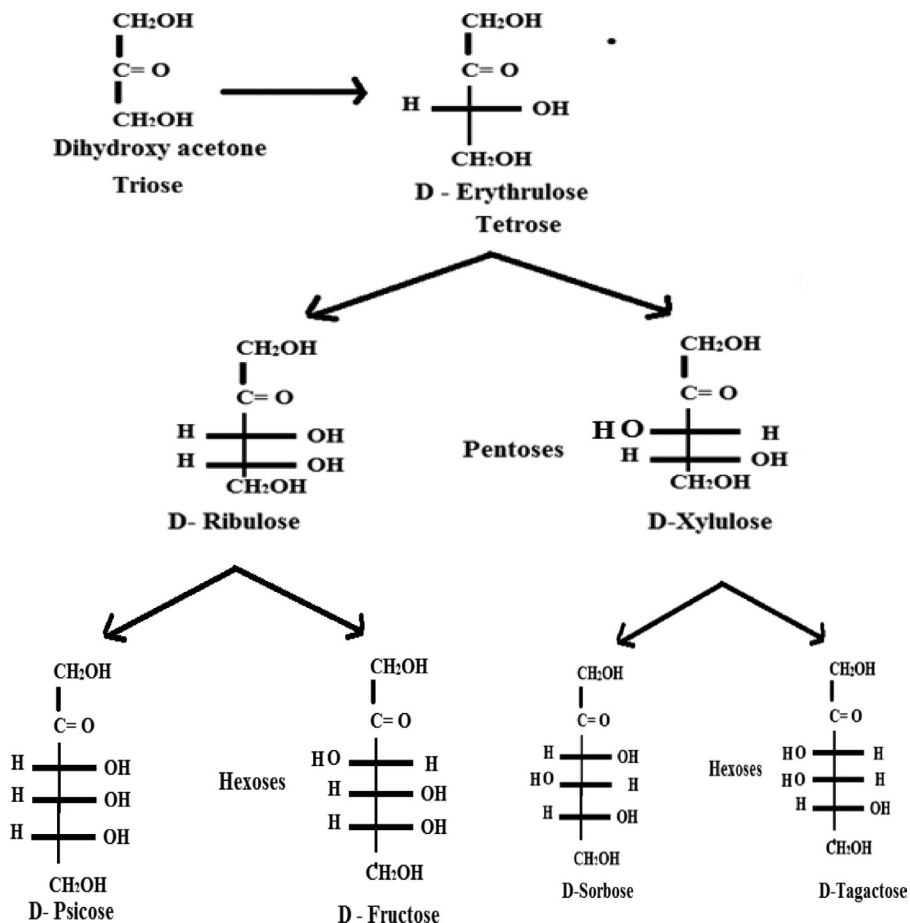 CH₂OH
C= O
CH₂OH
Dihydroxy acetone
Triose
CH₂OH
C= O
H OH
CH₂OH
D - Erythrulose
Tetrose
CH₂OH
C= O
H OH
H OH
CH₂OH
D- Ribulose
Pentoses
CH₂OH
C= O
HO H
H OH
CH₂OH
D-Xylulose
CH₂OH
C= O
H OH
H OH
H OH
CH₂OH
D- Psicose
Hexoses
CH₂OH
C= O
HO H
H OH
H OH
CH₂OH
D - Fructose
CH₂OH
C= O
H OH
HO H
H OH
CH₂OH
D-Sorbose
Hexoses
CH₂OH
C= O
HO H
HO H
H OH
CH₂OH
D-Tagactose